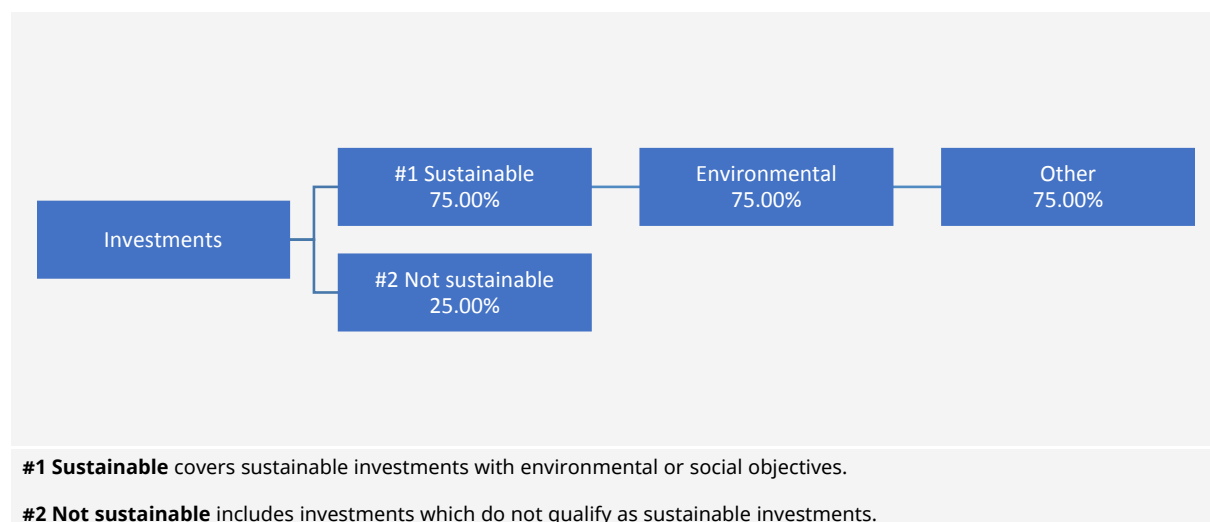 #1 Sustainable
75.00%
Environmental
75.00%
Other
75.00%
Investments
#2 Not sustainable
25.00%
#1 Sustainable covers sustainable investments with environmental or social objectives.
#2 Not sustainable includes investments which do not qualify as sustainable investments.